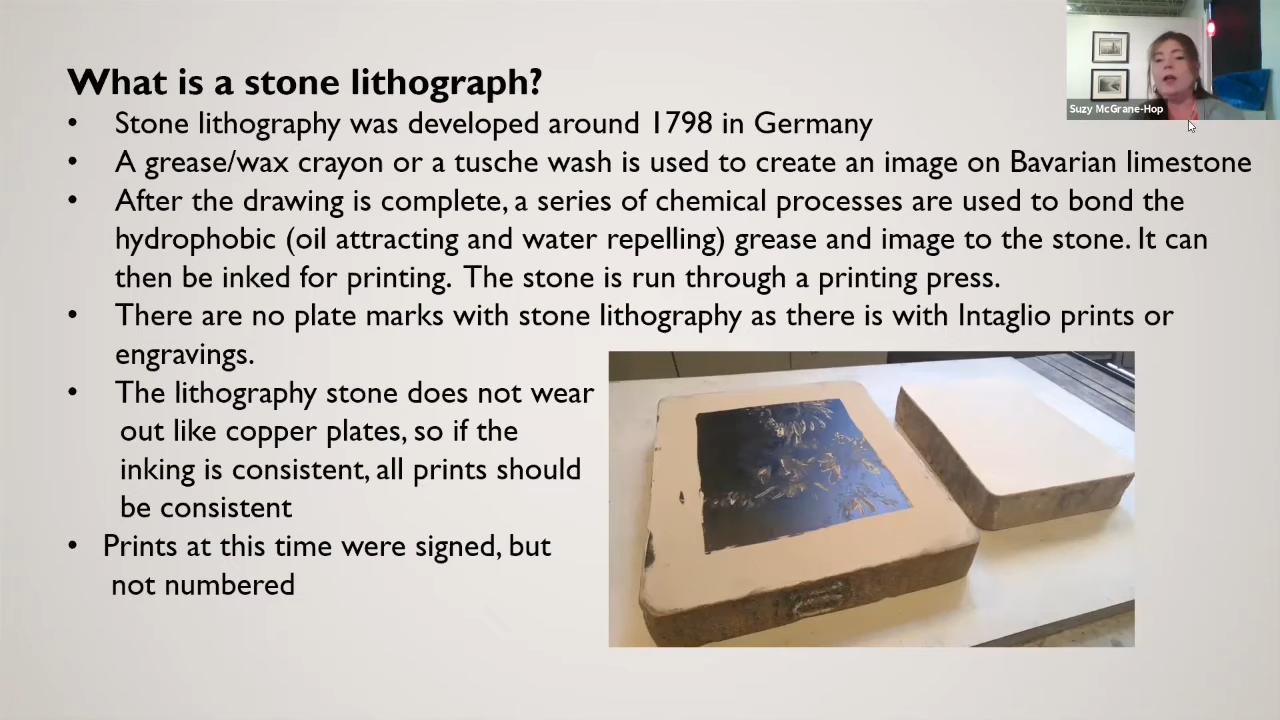 What is a stone lithograph?
• Stone lithography was developed around 1798 in Germany
• A grease/wax crayon or a tusche wash is used to create an image on Bavarian limestone
• After the drawing is complete, a series of chemical processes are used to bond the
hydrophobic (oil attracting and water repelling) grease and image to the stone. It can
then be inked for printing. The stone is run through a printing press.
• There are no plate marks with stone lithography as there is with Intaglio prints or
engravings.
• The lithography stone does not wear
out like copper plates, so if the
inking is consistent, all prints should
be consistent
• Prints at this time were signed, but
not numbered
Suzy McGrane-Hop